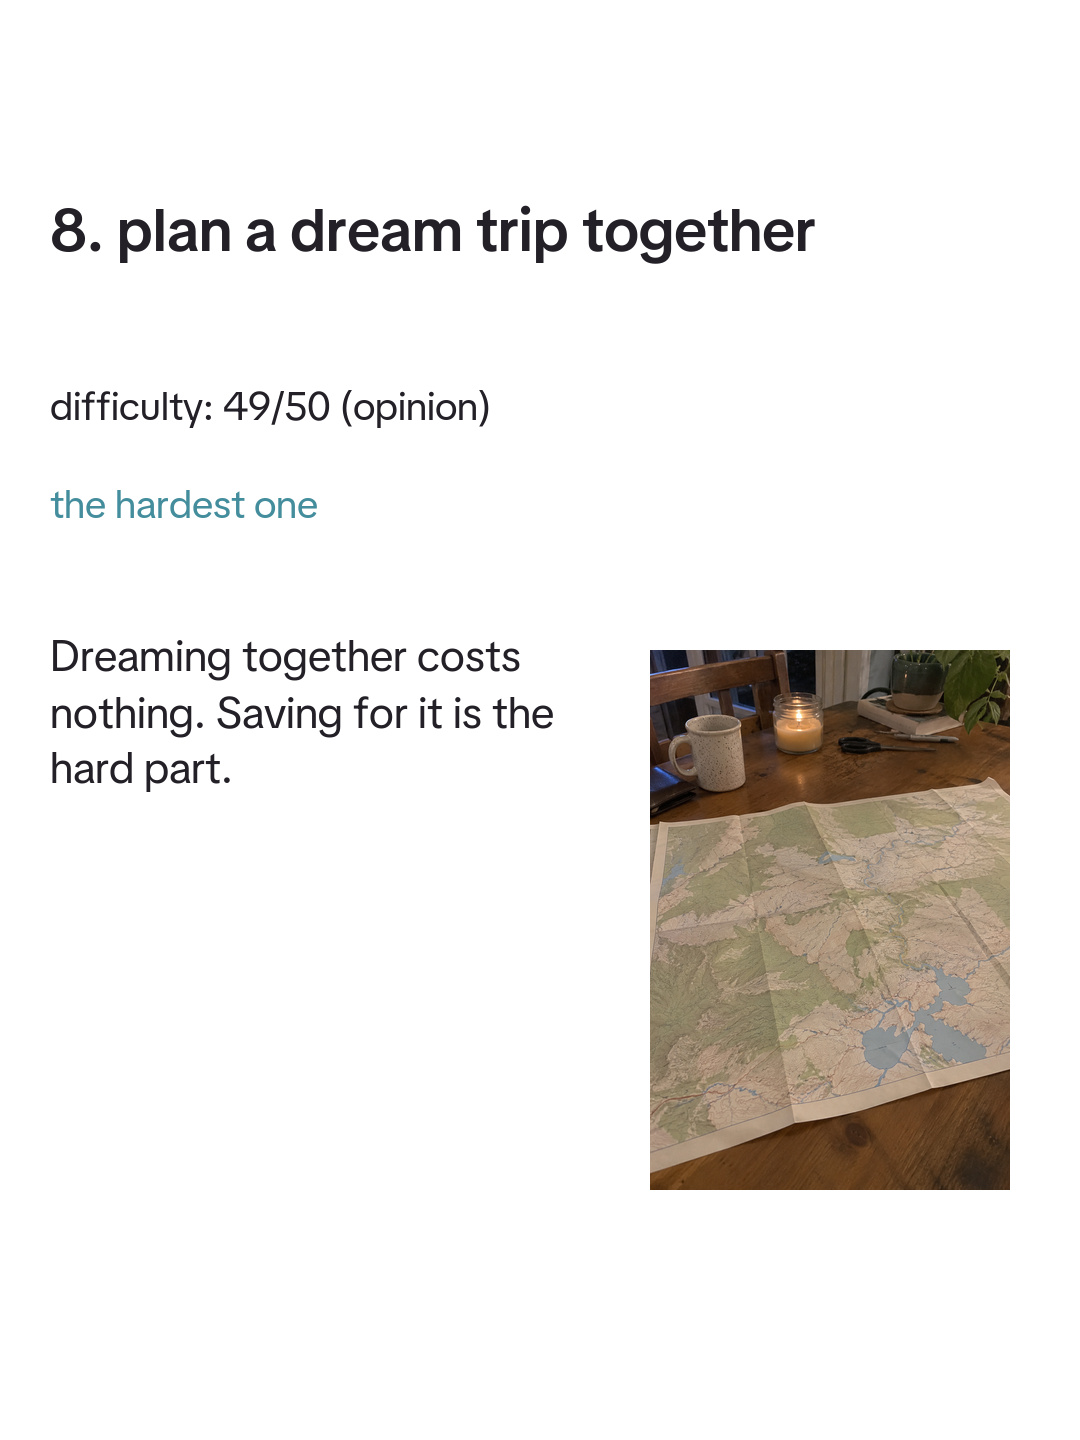 8. plan a dream trip together
difficulty: 49/50 (opinion)
the hardest one
Dreaming together costs
nothing. Saving for it is the
hard part.